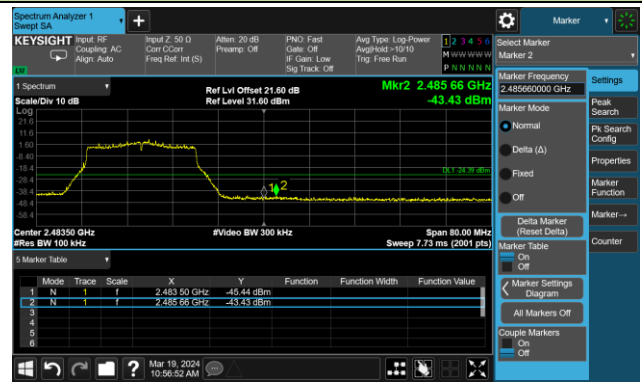 Spectrum Analyzer 1
Swept SA
Marker
KEYSIGHT
Input: RF
Coupling: AC
Align: Auto
Input Z: 50 Ω
Corr CCorr
Freq Ref: Int (S)
Atten: 20 dB
Preamp: Off
PNO: Fast
Gate: Off
IF Gain: Low
Sig Track: Off
Avg Type: Log-Power
Avg|Hold:>10/10
Trig: Free Run
1 2 3 4 5 6
M W W W W W
P N N N N N
LW
Select Marker
Marker 2
1 Spectrum
Scale/Div 10 dB
Log
Ref Lvl Offset 21.60 dB
Ref Level 31.60 dBm
Mkr2 2.485 66 GHz
-43.43 dBm
21.6
11.6
1.60
-8.40
-18.4
-28.4
-38.4
-48.4
-58.4
DL1 -24.39 dBm
1
2
Center 2.48350 GHz
#Res BW 100 kHz
#Video BW 300 kHz
Span 80.00 MHz
Sweep 7.73 ms (2001 pts)
5 Marker Table
Mode Trace Scale X Y Function Function Width Function Value
1 N 1 f 2.483 50 GHz -45.44 dBm
2 N 1 f 2.485 66 GHz -43.43 dBm
3
4
5
6
Marker Frequency
2.485660000 GHz
Marker Mode
Normal
Delta (Δ)
Fixed
Off
Delta Marker
(Reset Delta)
Marker Table
On
Off
Marker Settings
Diagram
All Markers Off
Couple Markers
On
Off
Settings
Peak
Search
Pk Search
Config
Properties
Marker
Function
Marker→
Counter
?
Mar 19, 2024
10:56:52 AM